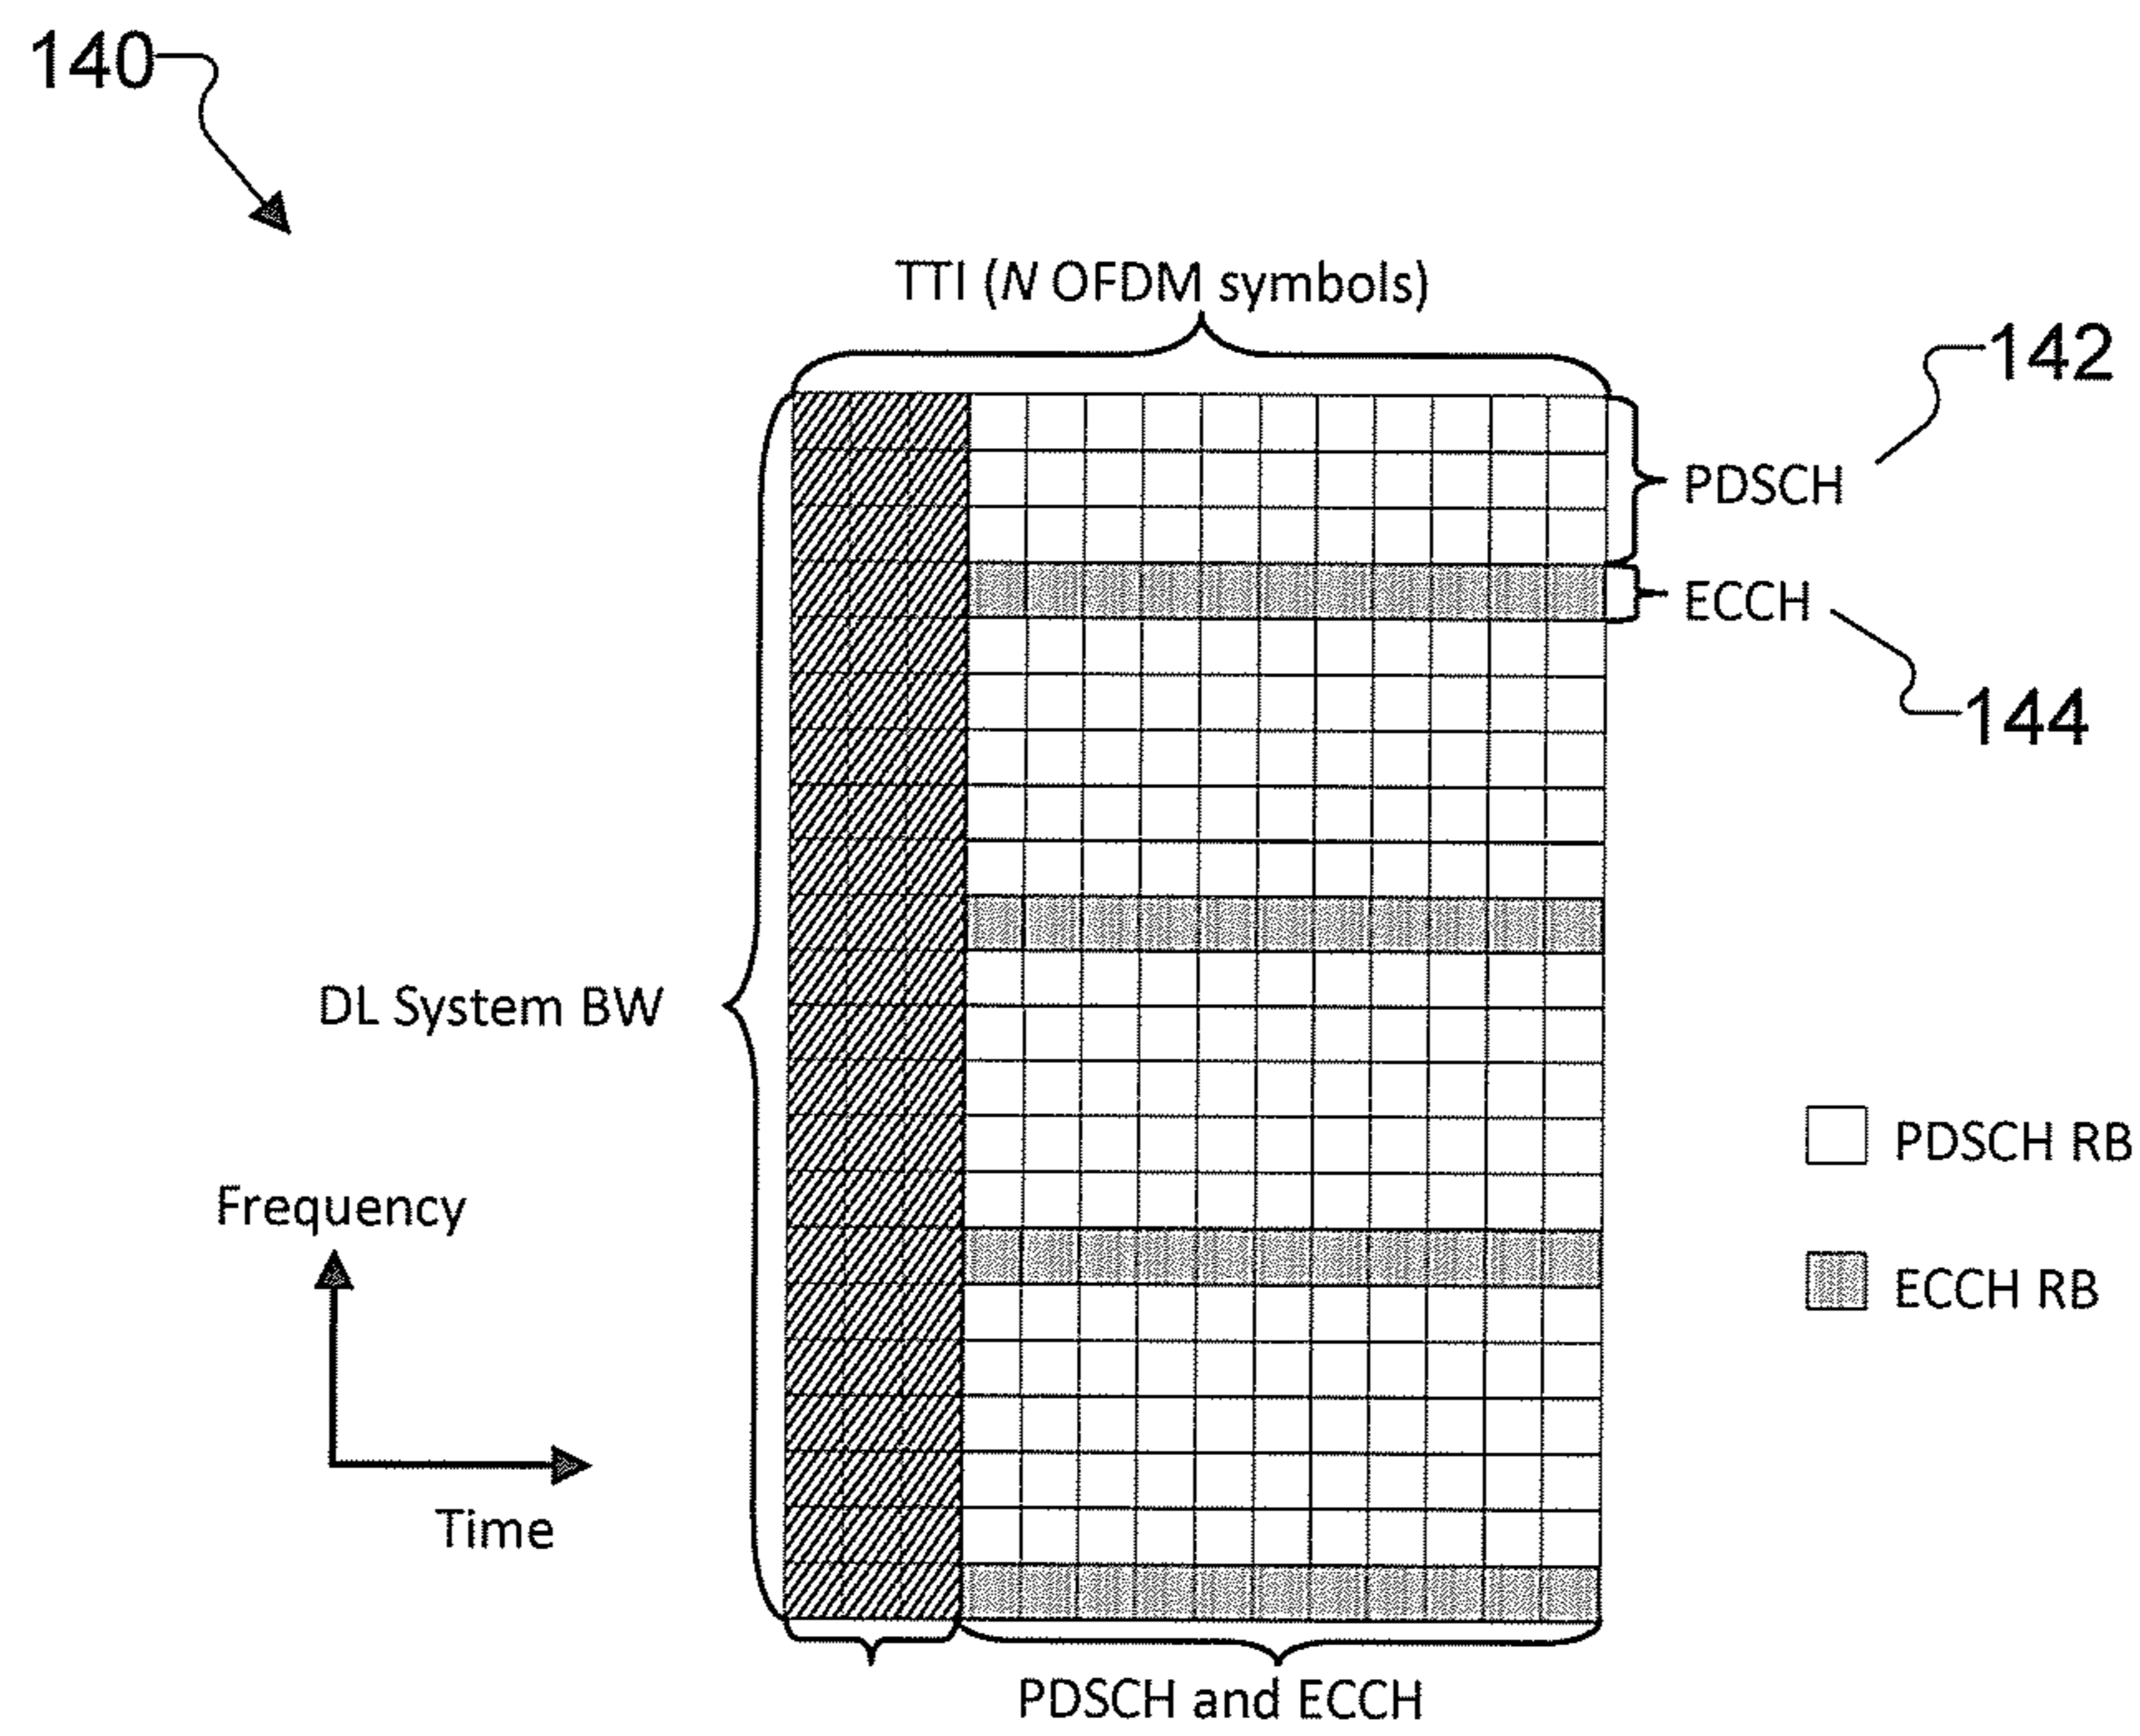 140
TTI (N OFDM symbols)
142
PDSCH
ECCH
144
DL System BW
PDSCH RB
Frequency
ECCH RB
Time
PDSCH and ECCH